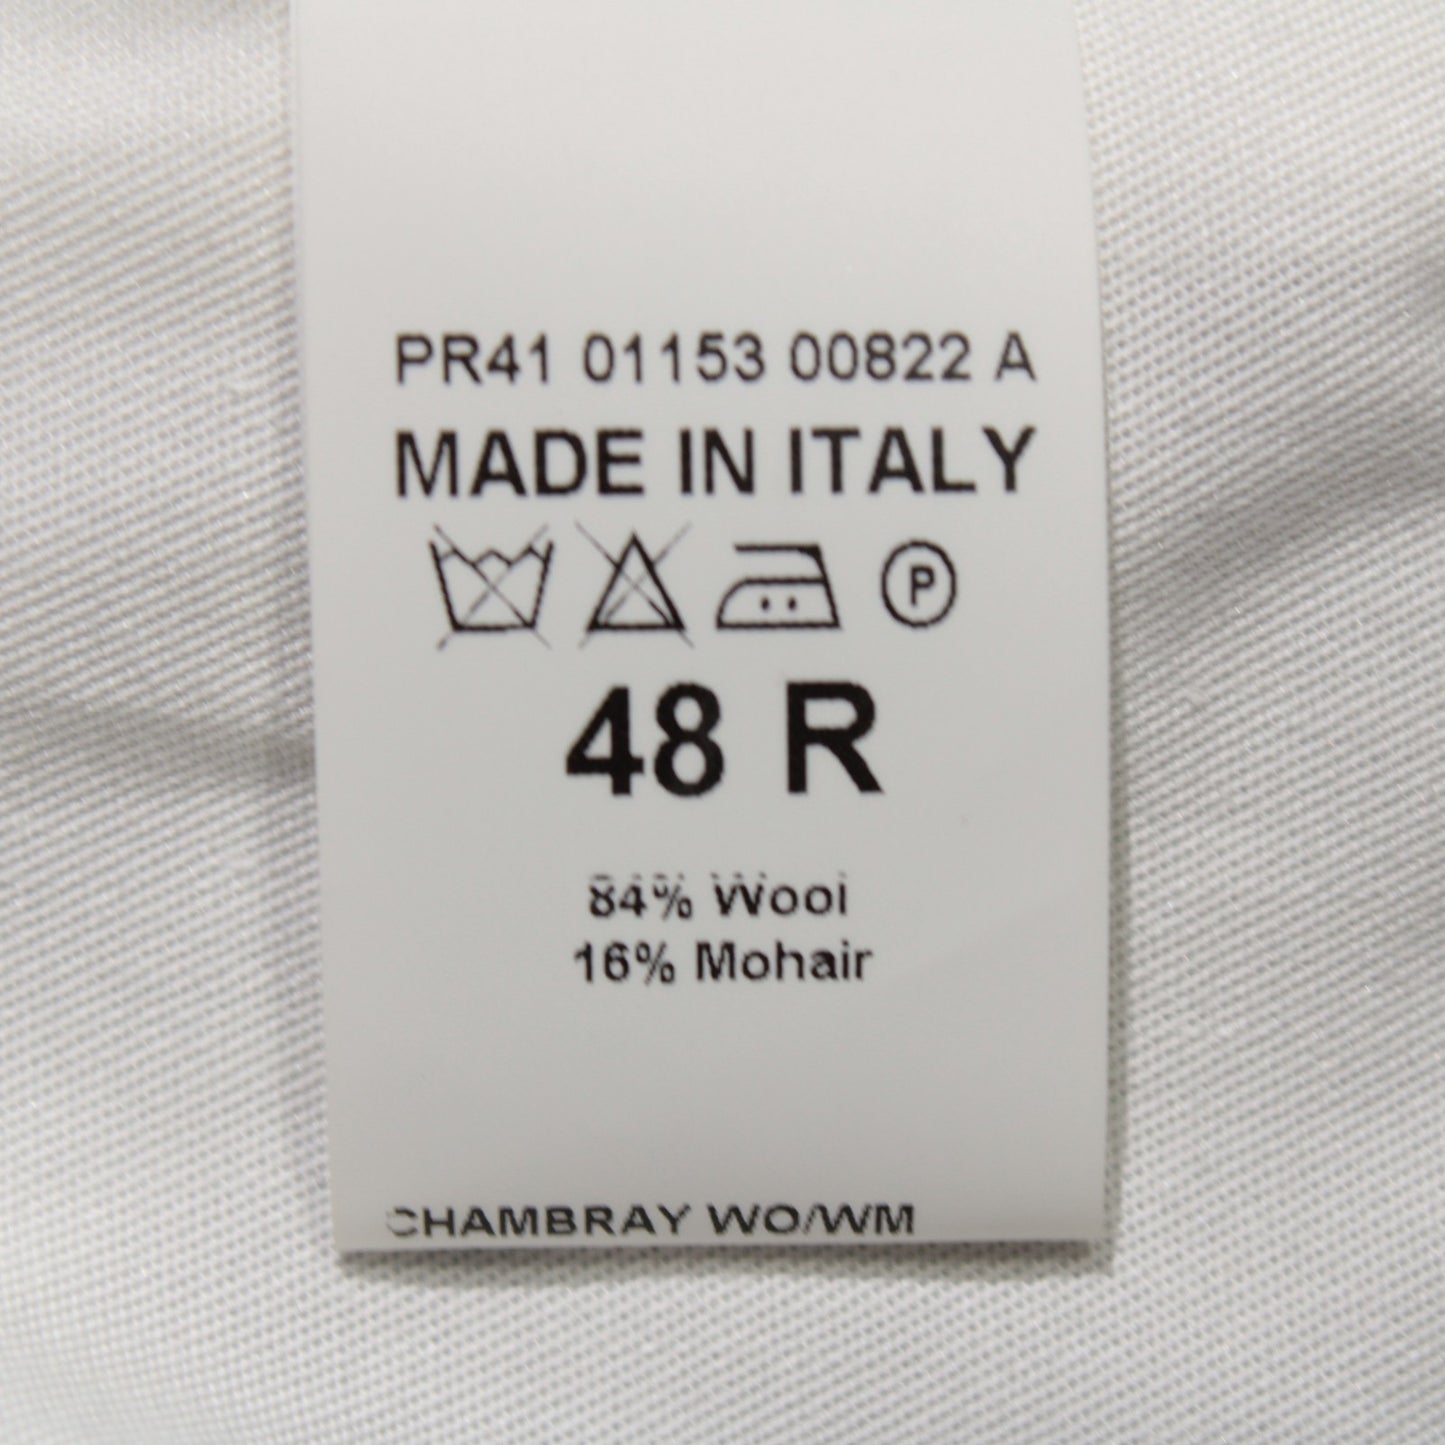 PR41 01153 00822 A
MADE IN ITALY
P
48 R
84% Wool
16% Mohair
CHAMBRAY WO/WM